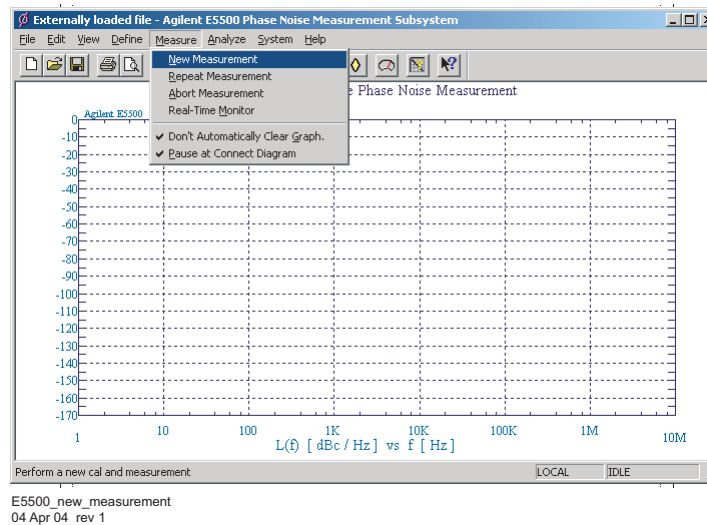 Externally loaded file - Agilent E5500 Phase Noise Measurement Subsystem
File Edit View Define Measure Analyze System Help
New Measurement
Repeat Measurement
Abort Measurement
Real-Time Monitor
✔ Don't Automatically Clear Graph.
✔ Pause at Connect Diagram
e Phase Noise Measurement
Agilent E5500
0
-10
-20
-30
-40
-50
-60
-70
-80
-90
-100
-110
-120
-130
-140
-150
-160
-170
1 10 100 1K 10K 100K 1M 10M
L(f) [ dBc / Hz ] vs f [ Hz ]
Perform a new cal and measurement LOCAL IDLE
E5500_new_measurement
04 Apr 04 rev 1